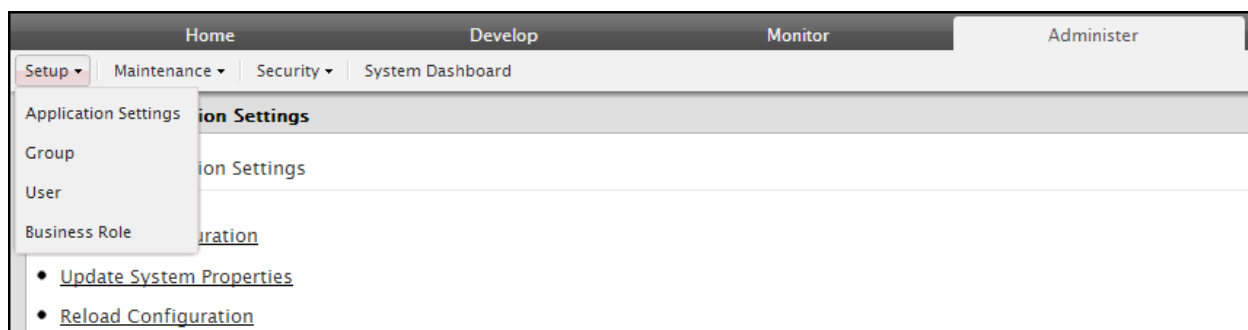 Home Develop Monitor Administer
Setup Maintenance Security System Dashboard
Application Settings
ion Settings
Group
ion Settings
User
Business Role
uration
Update System Properties
Reload Configuration